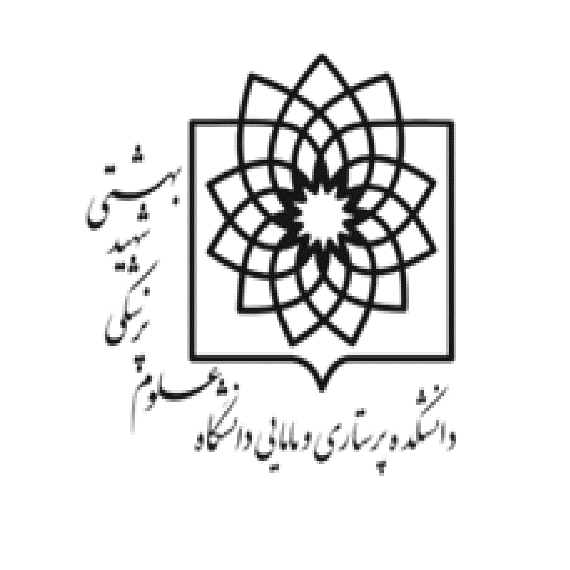 دانشکده پرستاری و مامایی دانشگاه
علوم
پزشکی
شهید
بهشتی